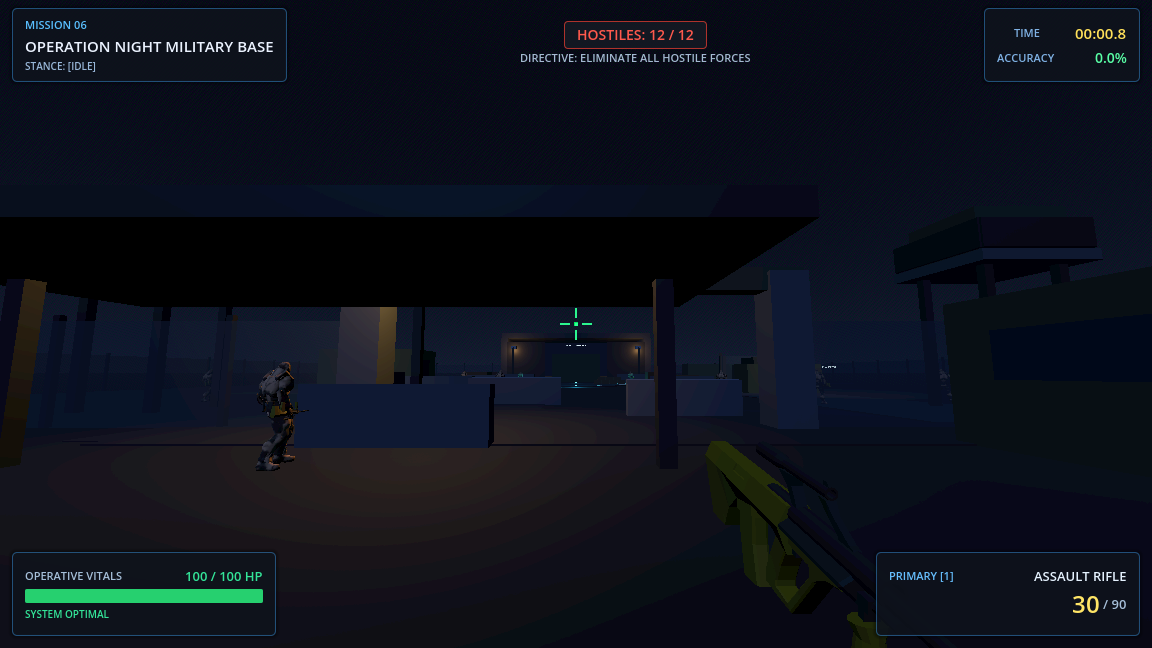 MISSION 06
OPERATION NIGHT MILITARY BASE
STANCE: [IDLE]
HOSTILES: 12 / 12
DIRECTIVE: ELIMINATE ALL HOSTILE FORCES
TIME 00:00.8
ACCURACY 0.0%
OPERATIVE VITALS 100 / 100 HP
SYSTEM OPTIMAL
PRIMARY [1] ASSAULT RIFLE
30 / 90